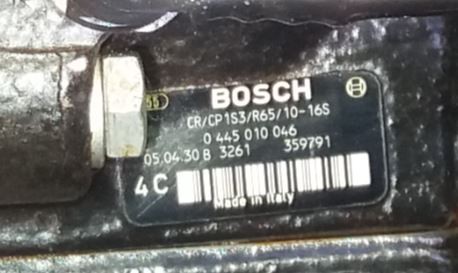 BOSCH
CR/CP1S3/R65/10-16S
0 445 010 046
05.04.30 B 3261 359791
4C
Made in Italy